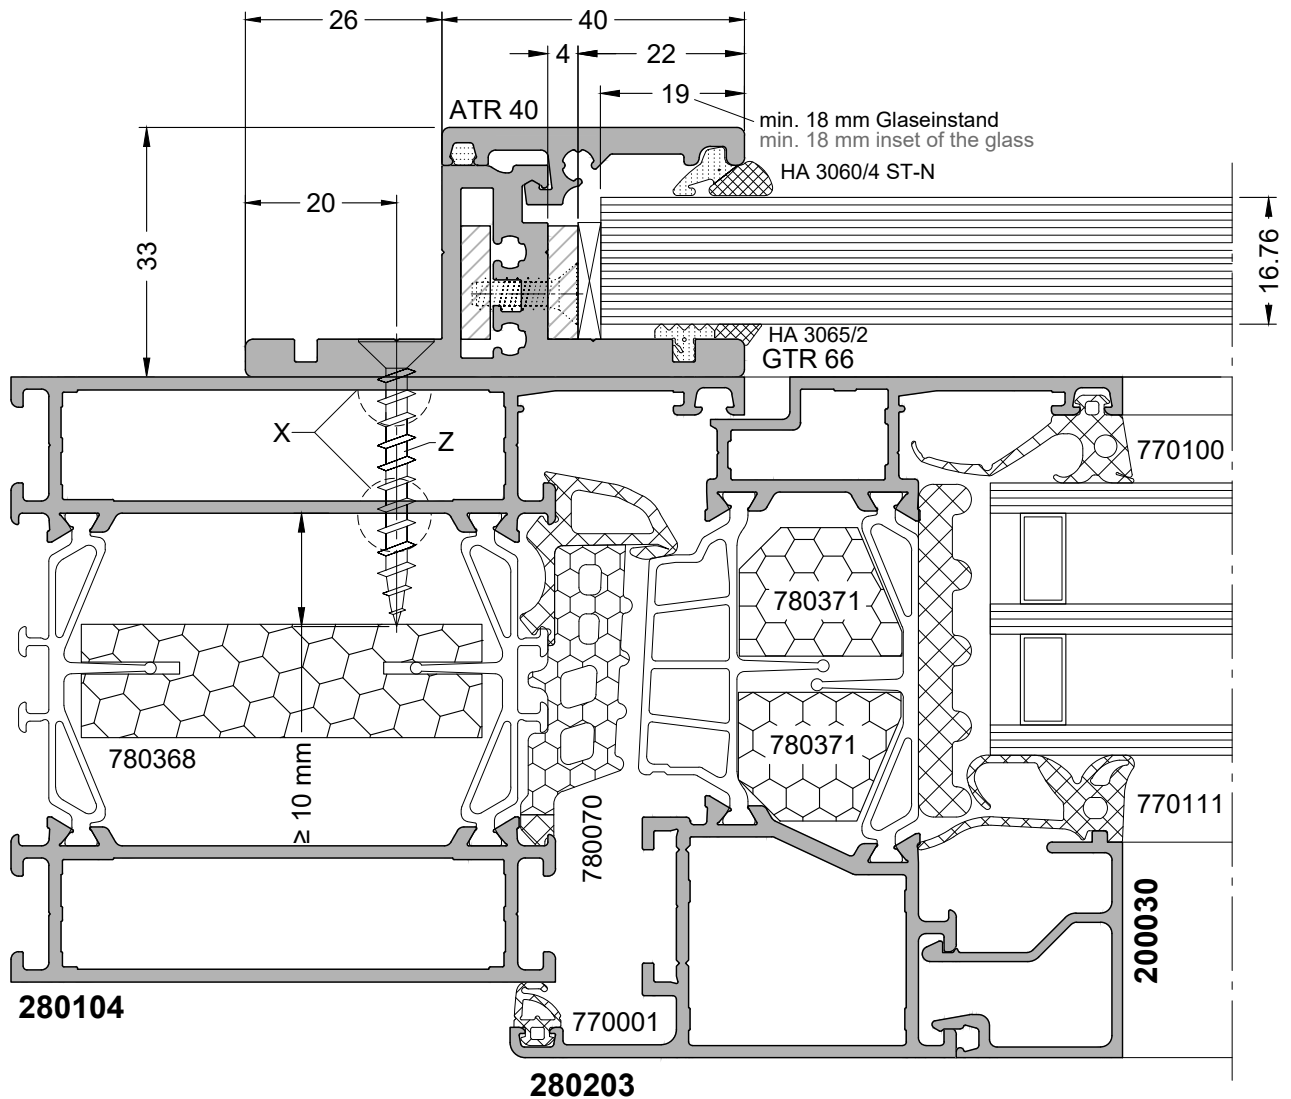 26
40
4
22
19
ATR 40
min. 18 mm Glaseinstand
min. 18 mm inset of the glass
HA 3060/4 ST-N
20
33
16.76
HA 3065/2
GTR 66
X
Z
770100
780371
780368
780371
≥ 10 mm
780070
770111
200030
280104
770001
280203